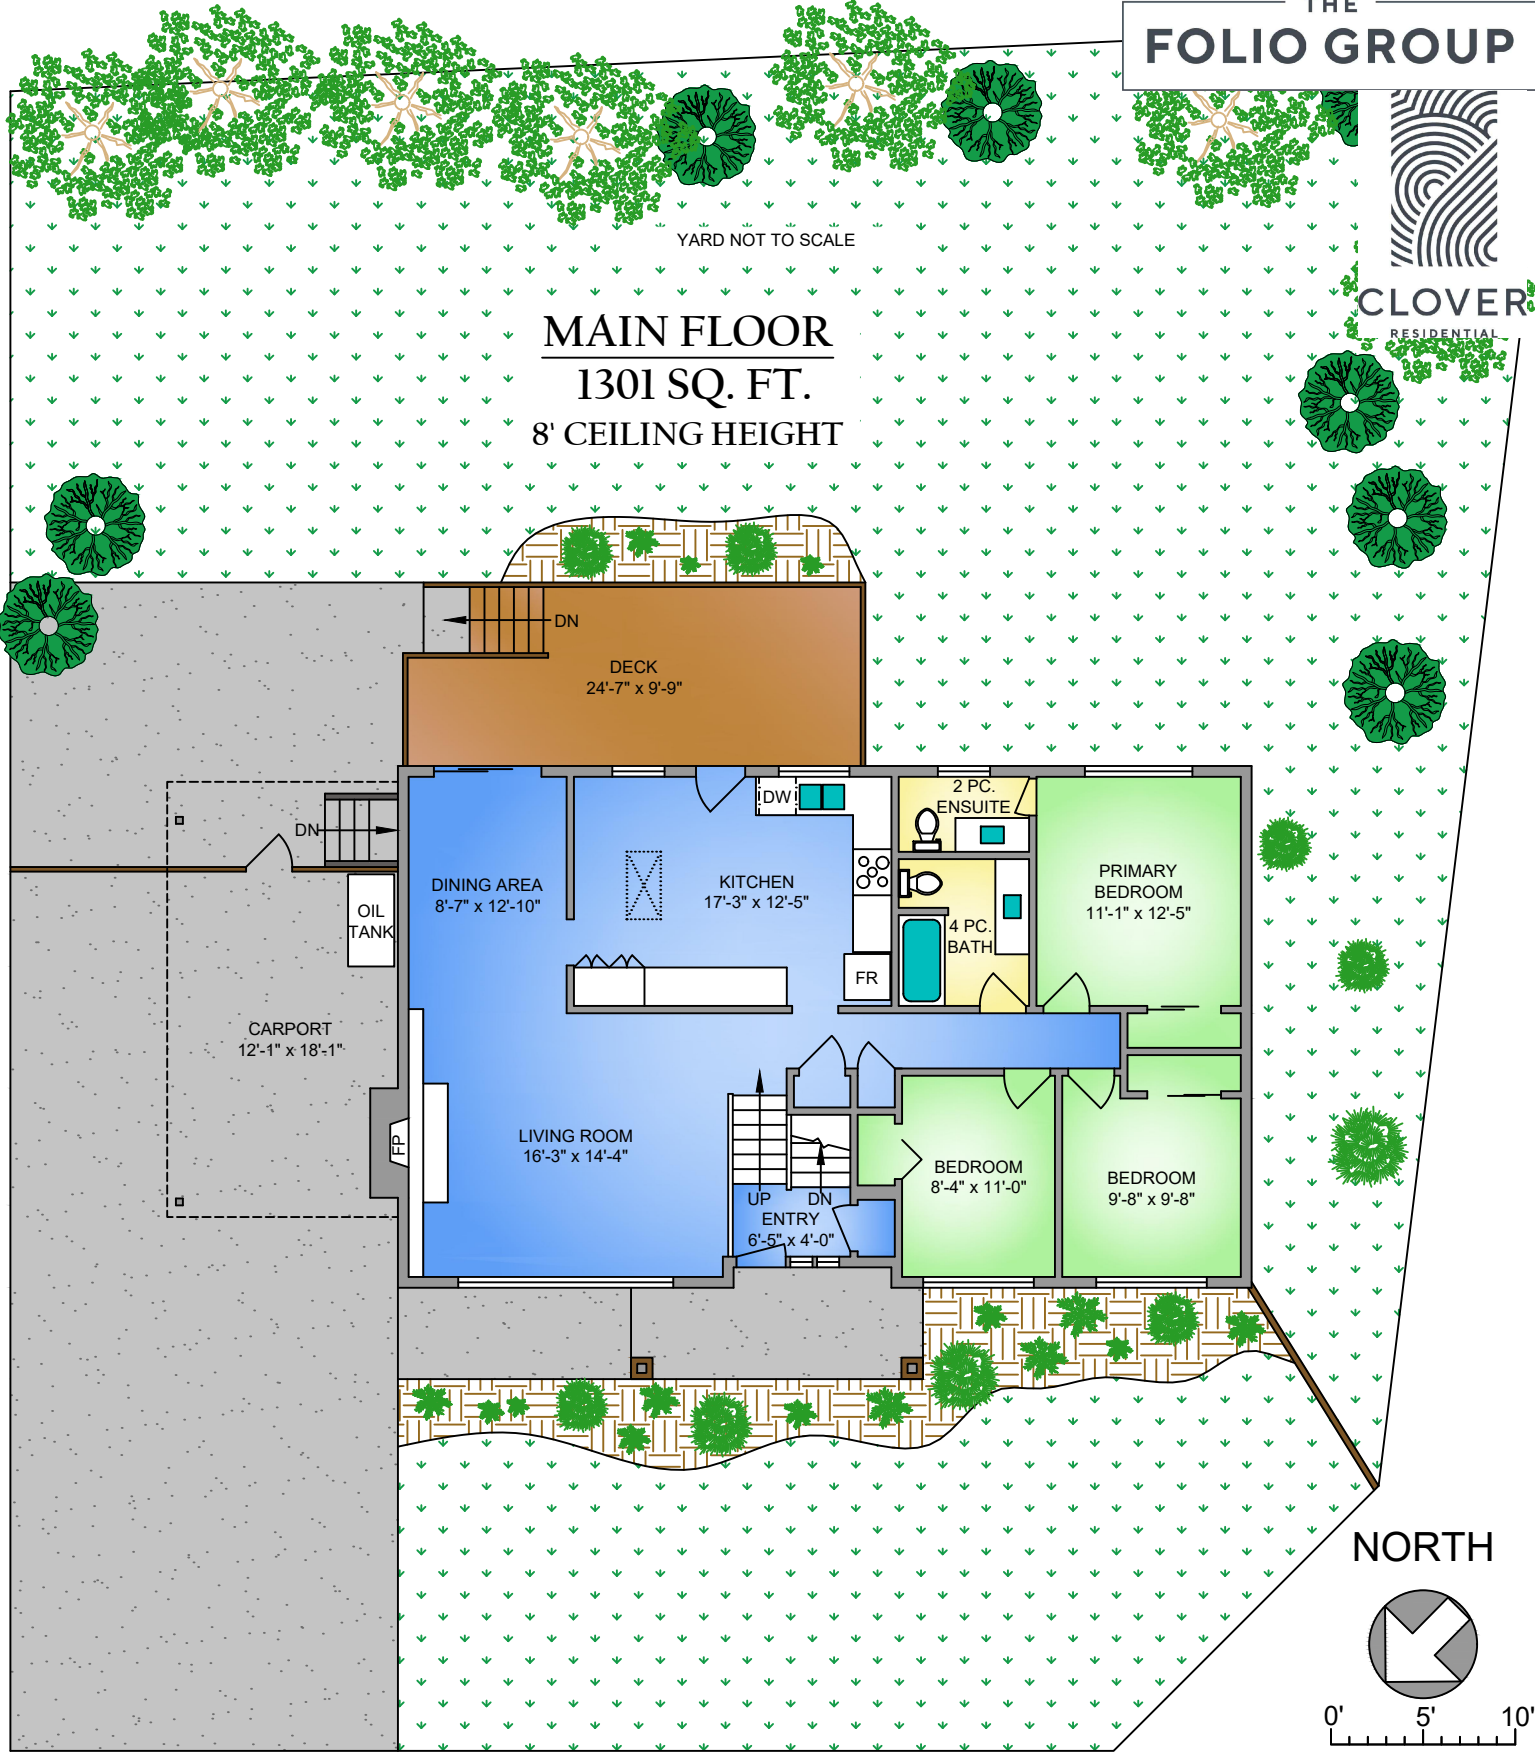 THE
FOLIO GROUP
CLOVER
RESIDENTIAL
YARD NOT TO SCALE
MAIN FLOOR
1301 SQ. FT.
8' CEILING HEIGHT
DN
DECK
24'-7" x 9'-9"
DW
2 PC.
ENSUITE
DN
DINING AREA
8'-7" x 12'-10"
KITCHEN
17'-3" x 12'-5"
PRIMARY
BEDROOM
11'-1" x 12'-5"
OIL
TANK
4 PC.
BATH
FR
CARPORT
12'-1" x 18'-1"
FP
LIVING ROOM
16'-3" x 14'-4"
BEDROOM
8'-4" x 11'-0"
BEDROOM
9'-8" x 9'-8"
UP
DN
ENTRY
6'-5" x 4'-0"
NORTH
0' 5' 10'